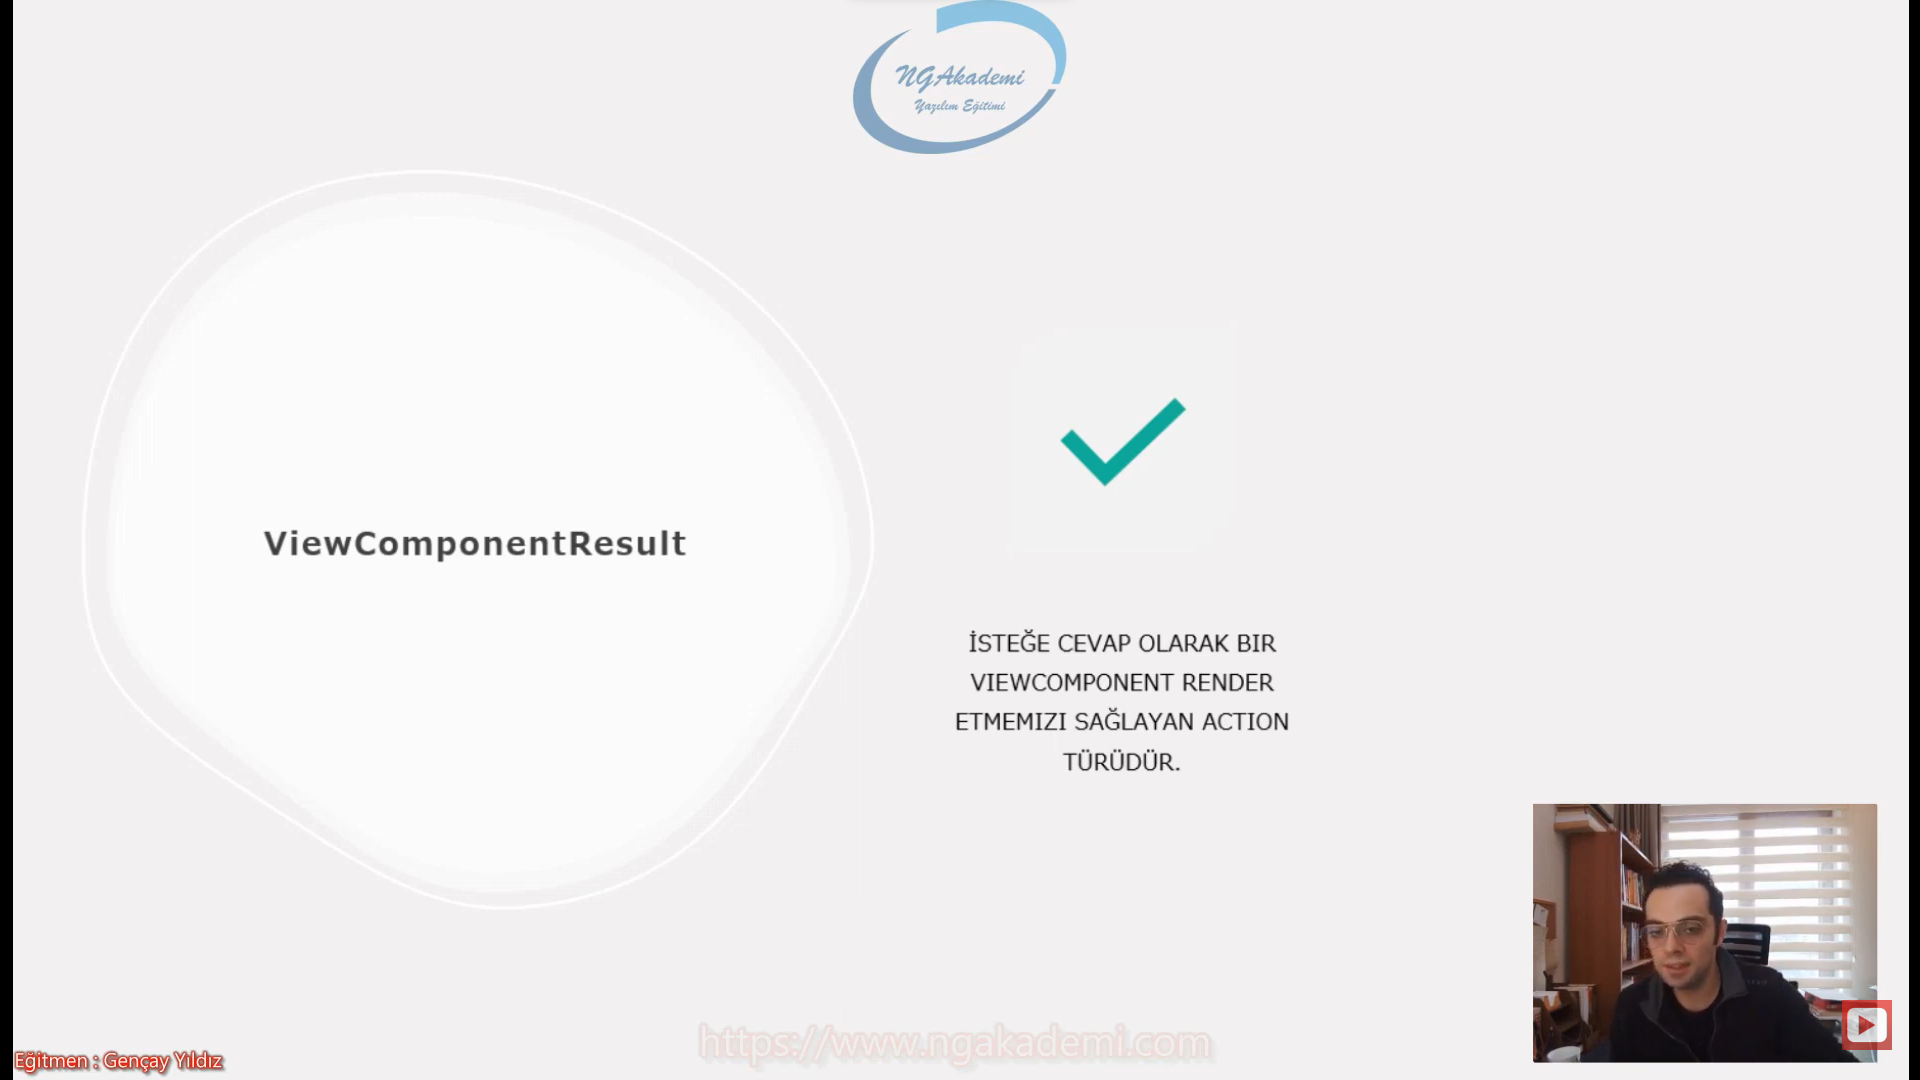 NGAkademi
Yazılım Eğitimi
ViewComponentResult
İSTEĞE CEVAP OLARAK BIR
VIEWCOMPONENT RENDER
ETMEMIZI SAĞLAYAN ACTION
TÜRÜDÜR.
https://www.ngakademi.com
Eğitmen : Gençay Yıldız